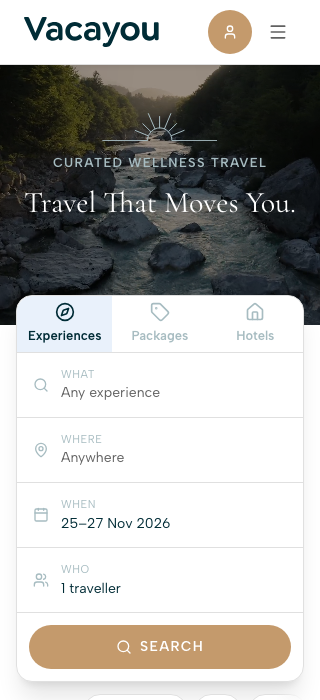 Vacayou
CURATED WELLNESS TRAVEL
Travel That Moves You.
Experiences
Packages
Hotels
WHAT
Any experience
WHERE
Anywhere
WHEN
25–27 Nov 2026
WHO
1 traveller
SEARCH